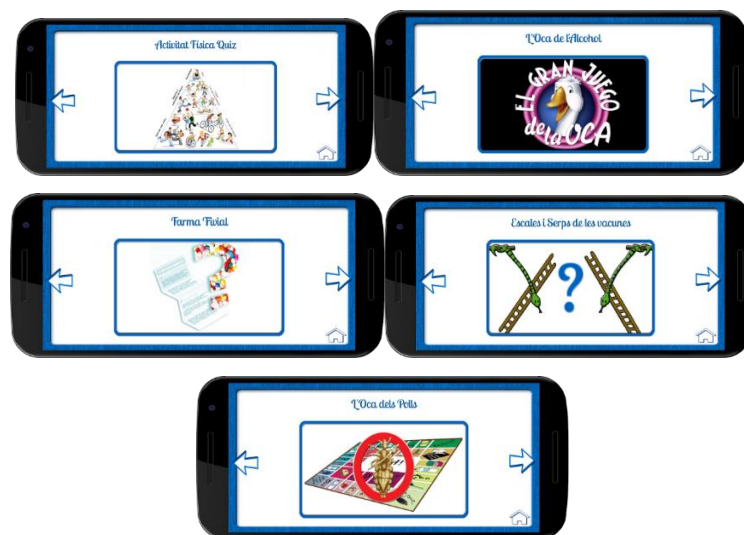 Activitat Física Quiz
L'Oca de l'Alcohol
EL GRAN JUEGO
de la OCA
Farma Tivial
Escales i Serps de les vacunes
?
L'Oca dels Polls